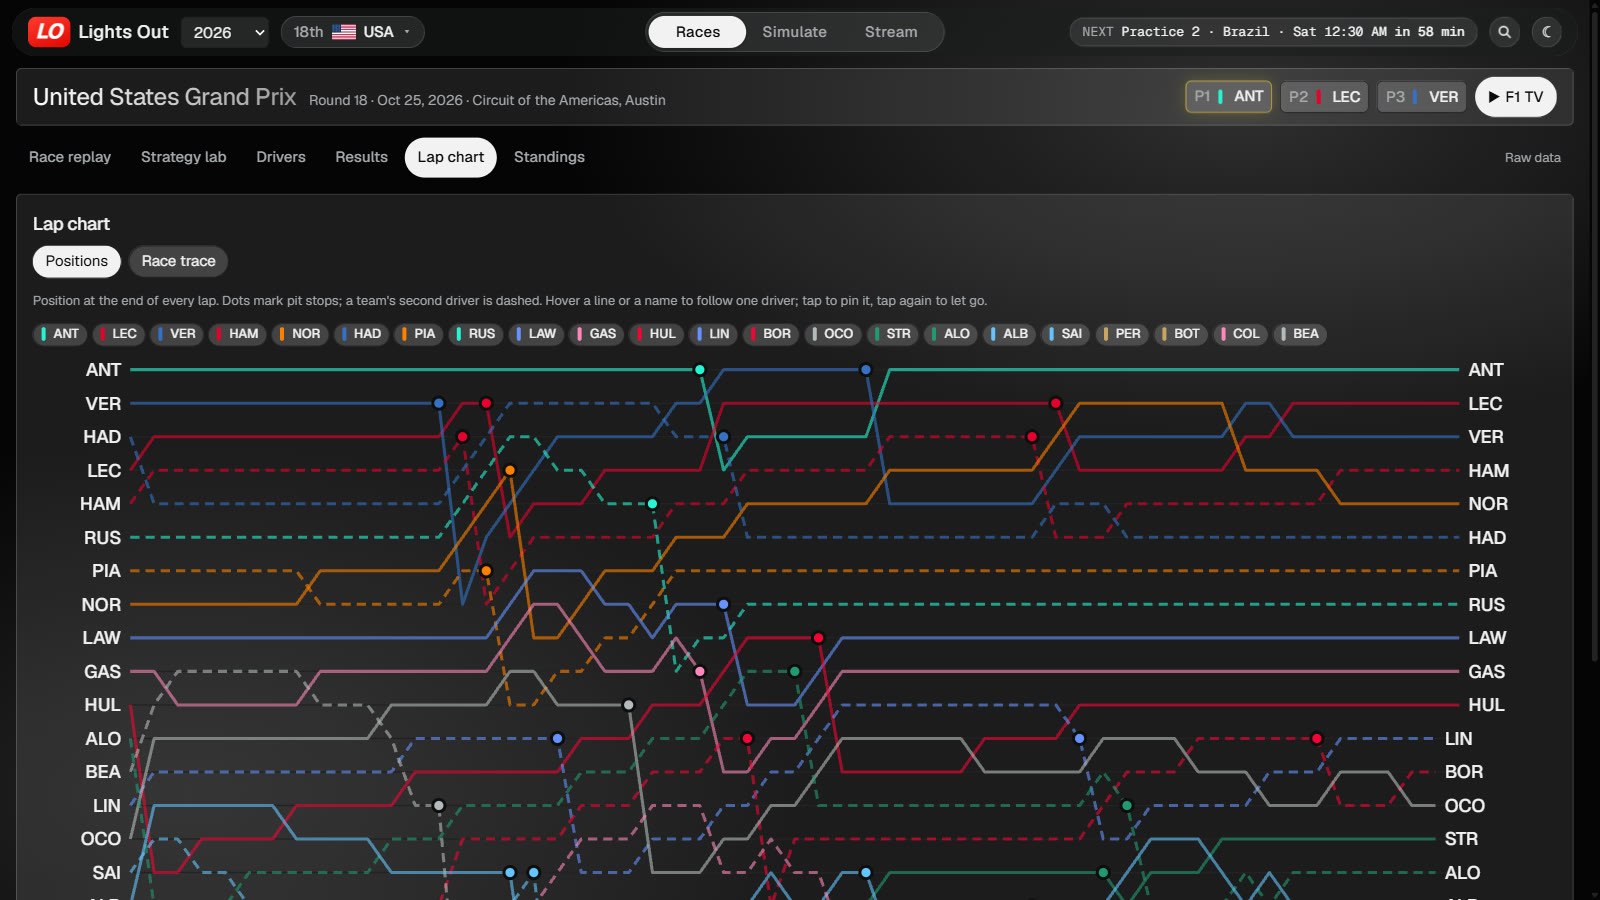 LO Lights Out 2026 18th USA Races Simulate Stream NEXT Practice 2 · Brazil · Sat 12:30 AM in 58 min
United States Grand Prix Round 18 · Oct 25, 2026 · Circuit of the Americas, Austin P1 ANT P2 LEC P3 VER F1 TV
Race replay Strategy lab Drivers Results Lap chart Standings Raw data
Lap chart
Positions Race trace
Position at the end of every lap. Dots mark pit stops; a team's second driver is dashed. Hover a line or a name to follow one driver; tap to pin it, tap again to let go.
ANT LEC VER HAM NOR HAD PIA RUS LAW GAS HUL LIN BOR OCO STR ALO ALB SAI PER BOT COL BEA
ANT ANT
VER LEC
HAD VER
LEC HAM
HAM NOR
RUS HAD
PIA PIA
NOR RUS
LAW LAW
GAS GAS
HUL HUL
ALO LIN
BEA BOR
LIN OCO
OCO STR
SAI ALO